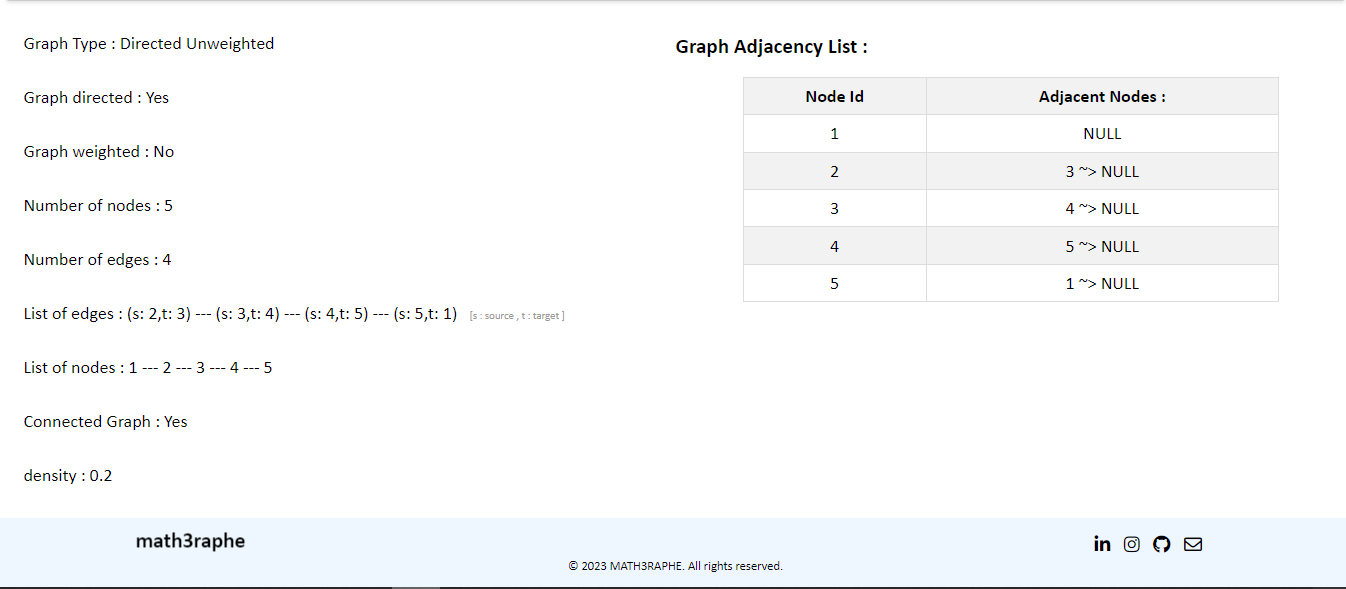 Graph Type : Directed Unweighted
Graph directed : Yes
Graph weighted : No
Number of nodes : 5
Number of edges : 4
List of edges : (s: 2,t: 3) --- (s: 3,t: 4) --- (s: 4,t: 5) --- (s: 5,t: 1) [s : source , t : target ]
List of nodes : 1 --- 2 --- 3 --- 4 --- 5
Connected Graph : Yes
density : 0.2
Graph Adjacency List :
Node Id Adjacent Nodes :
1 NULL
2 3 ~> NULL
3 4 ~> NULL
4 5 ~> NULL
5 1 ~> NULL
math3raphe
© 2023 MATH3RAPHE. All rights reserved.